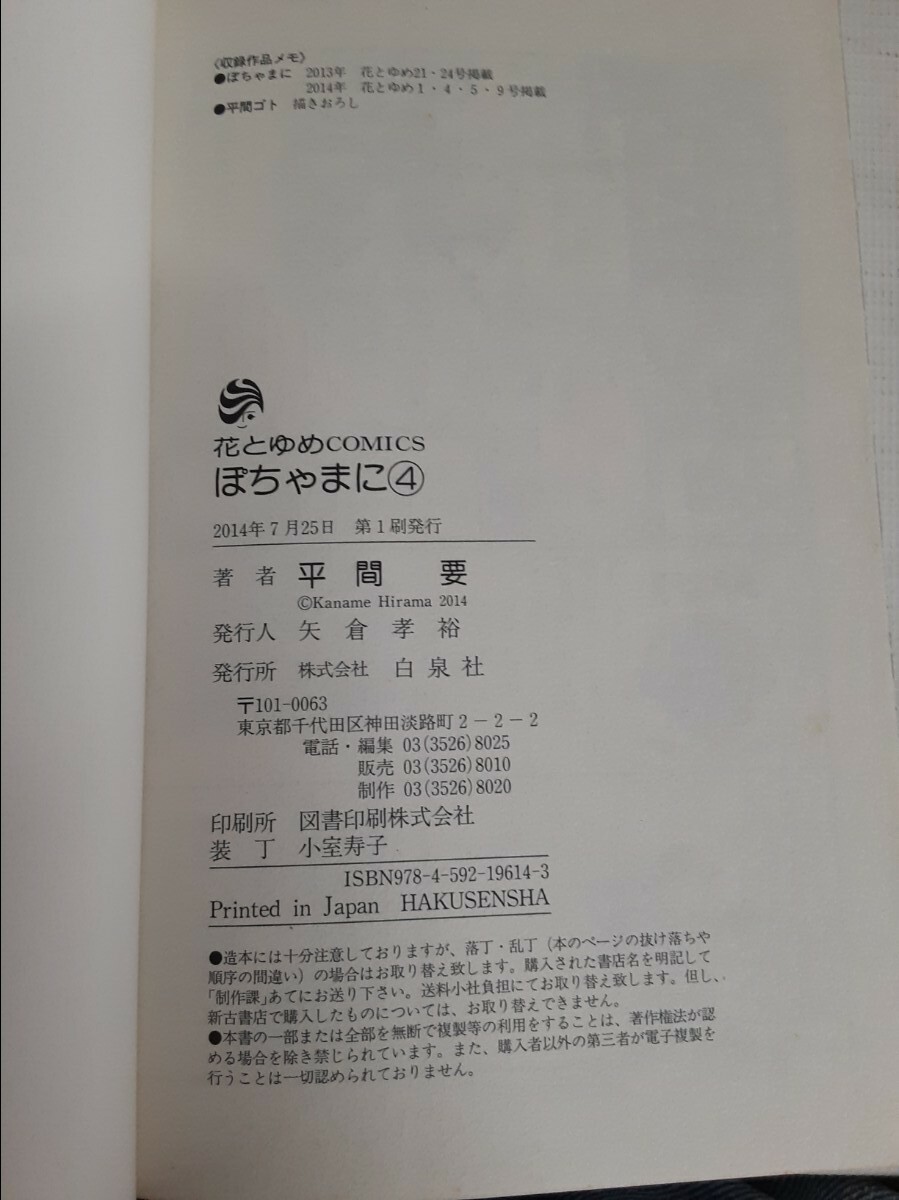 《収録作品メモ》
●ぽちゃまに 2013年 花とゆめ21・24号掲載
2014年 花とゆめ1・4・5・9号掲載
●平間ゴト 描きおろし
花とゆめCOMICS
ぽちゃまに④
2014年7月25日 第1刷発行
著者 平間 要
©Kaname Hirama 2014
発行人 矢倉孝裕
発行所 株式会社 白泉社
〒101-0063
東京都千代田区神田淡路町2-2-2
電話・編集 03(3526)8025
販売 03(3526)8010
制作 03(3526)8020
印刷所 図書印刷株式会社
装丁 小室寿子
ISBN978-4-592-19614-3
Printed in Japan HAKUSENSHA
●造本には十分注意しておりますが、落丁・乱丁（本のページの抜け落ちや
順序の間違い）の場合はお取り替え致します。購入された書店名を明記して
「制作課」あてにお送り下さい。送料小社負担にてお取り替え致します。但し、
新古書店で購入したものについては、お取り替えできません。
●本書の一部または全部を無断で複製等の利用をすることは、著作権法が認
める場合を除き禁じられています。また、購入者以外の第三者が電子複製を
行うことは一切認められておりません。